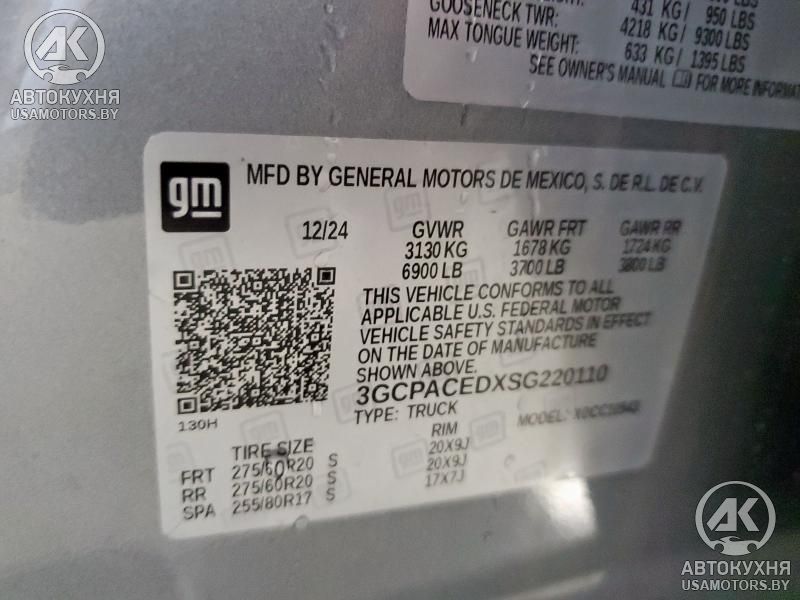 AK
АВТОКУХНЯ
USAMOTORS.BY
431 KG/ 950 LBS
GOOSENECK TWR: 4218 KG/ 9300 LBS
MAX TONGUE WEIGHT: 633 KG/ 1395 LBS
SEE OWNER'S MANUAL FOR MORE INFORMAT
gm
MFD BY GENERAL MOTORS DE MEXICO, S. DE R.L. DE C.V.
12/24 GVWR GAWR FRT GAWR RR
3130 KG 1678 KG 1724 KG
6900 LB 3700 LB 3800 LB
THIS VEHICLE CONFORMS TO ALL
APPLICABLE U.S. FEDERAL MOTOR
VEHICLE SAFETY STANDARDS IN EFFECT
ON THE DATE OF MANUFACTURE
SHOWN ABOVE.
3GCPACEDXSG220110
130H
TYPE: TRUCK MODEL:
TIRE SIZE RIM
FRT 275/60R20 S 20X9J
RR 275/60R20 S 20X9J
SPA 255/80R17 S 17X7J
AK
АВТОКУХНЯ
USAMOTORS.BY